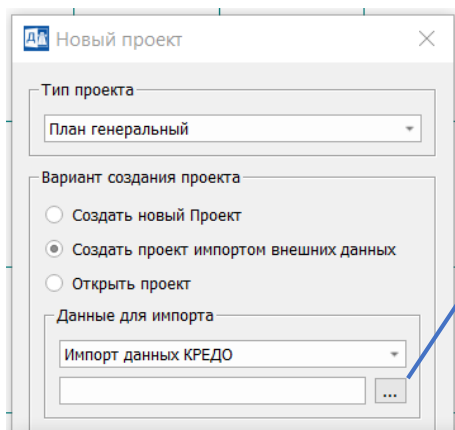 Новый проект
Тип проекта
План генеральный
Вариант создания проекта
Создать новый Проект
Создать проект импортом внешних данных
Открыть проект
Данные для импорта
Импорт данных КРЕДО
...